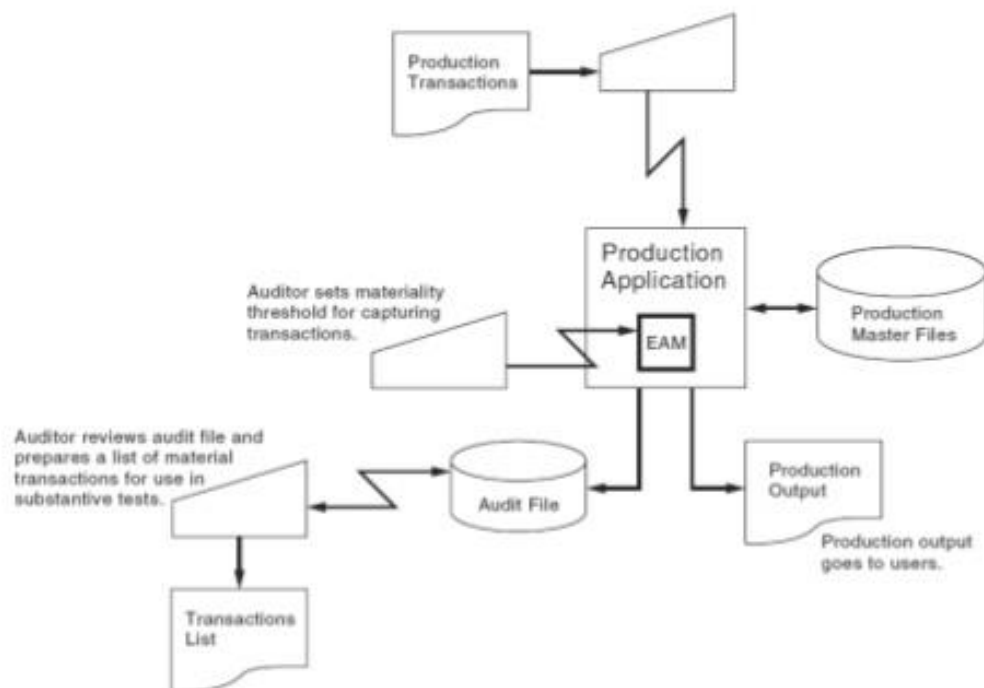 Production
Transactions
Production
Application
Auditor sets materiality
threshold for capturing
transactions.
EAM
Production
Master Files
Auditor reviews audit file and
prepares a list of material
transactions for use in
substantive tests.
Audit File
Production
Output
Production output
goes to users.
Transactions
List